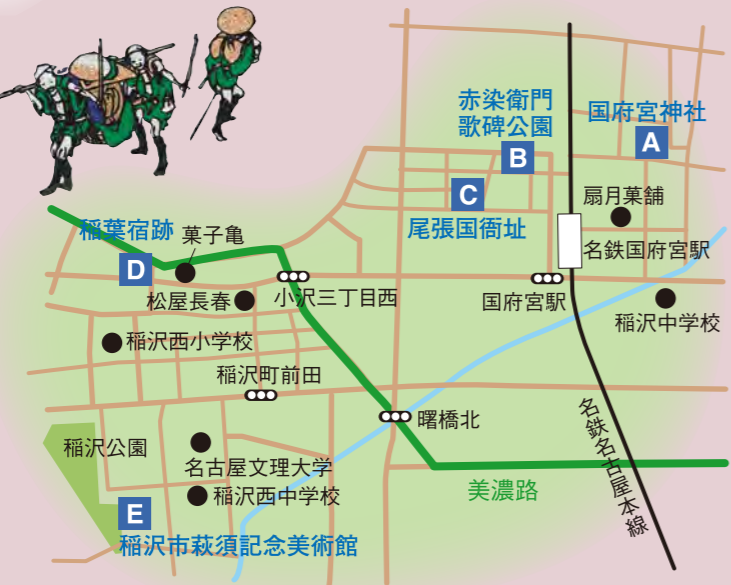 赤染衛門
歌碑公園
B
国府宮神社
A
C
尾張国衙址
扇月菓舗
名鉄国府宮駅
稲葉宿跡
D
菓子亀
松屋長春
小沢三丁目西
国府宮駅
稲沢中学校
稲沢西小学校
稲沢町前田
曙橋北
名鉄名古屋本線
稲沢公園
名古屋文理大学
稲沢西中学校
美濃路
E
稲沢市萩須記念美術館